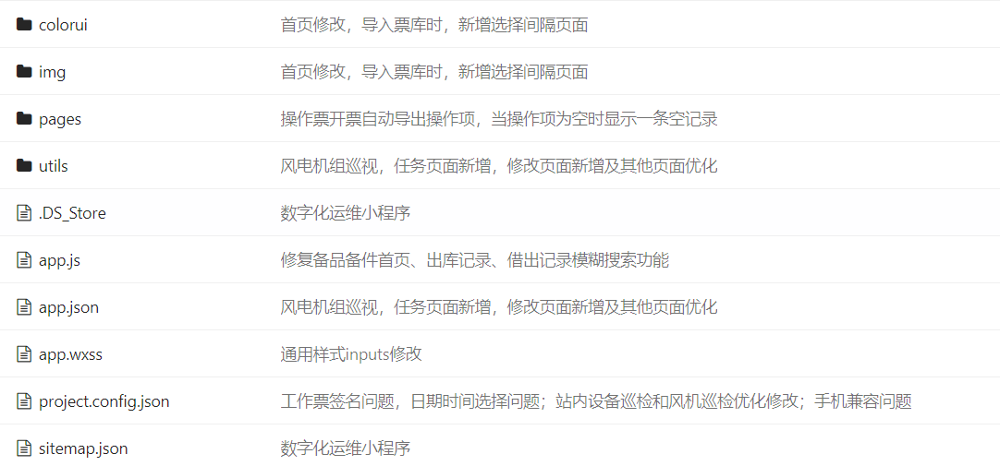 colorui 首页修改，导入票库时，新增选择间隔页面
img 首页修改，导入票库时，新增选择间隔页面
pages 操作票开票自动导出操作项，当操作项为空时显示一条空记录
utils 风电机组巡视，任务页面新增，修改页面新增及其他页面优化
.DS_Store 数字化运维小程序
app.js 修复备品备件首页、出库记录、借出记录模糊搜索功能
app.json 风电机组巡视，任务页面新增，修改页面新增及其他页面优化
app.wxss 通用样式inputs修改
project.config.json 工作票签名问题，日期时间选择问题；站内设备巡检和风机巡检优化修改；手机兼容问题
sitemap.json 数字化运维小程序